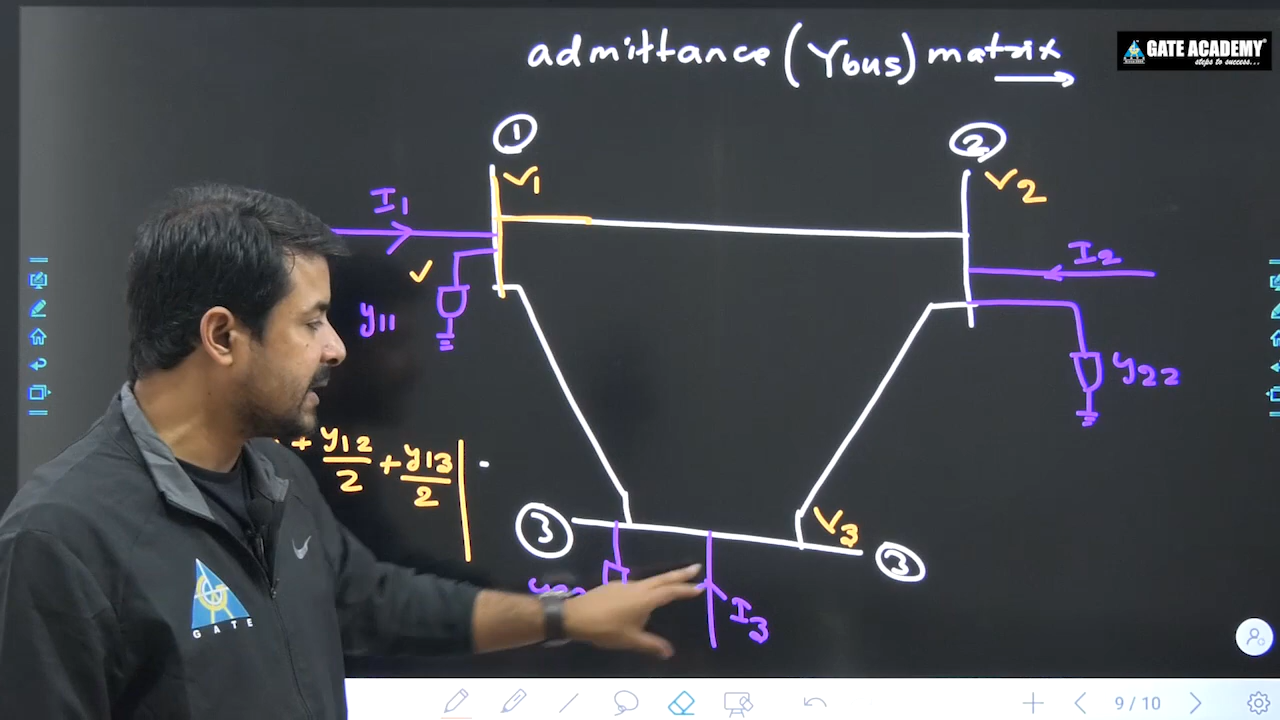 admittance (Ybus) matrix
GATE ACADEMY
steps to success...
① ②
V1 V2
I1 I2
y11 y22
+ y12/2 + y13/2
③ V3 ③
I3
GATE
9/10